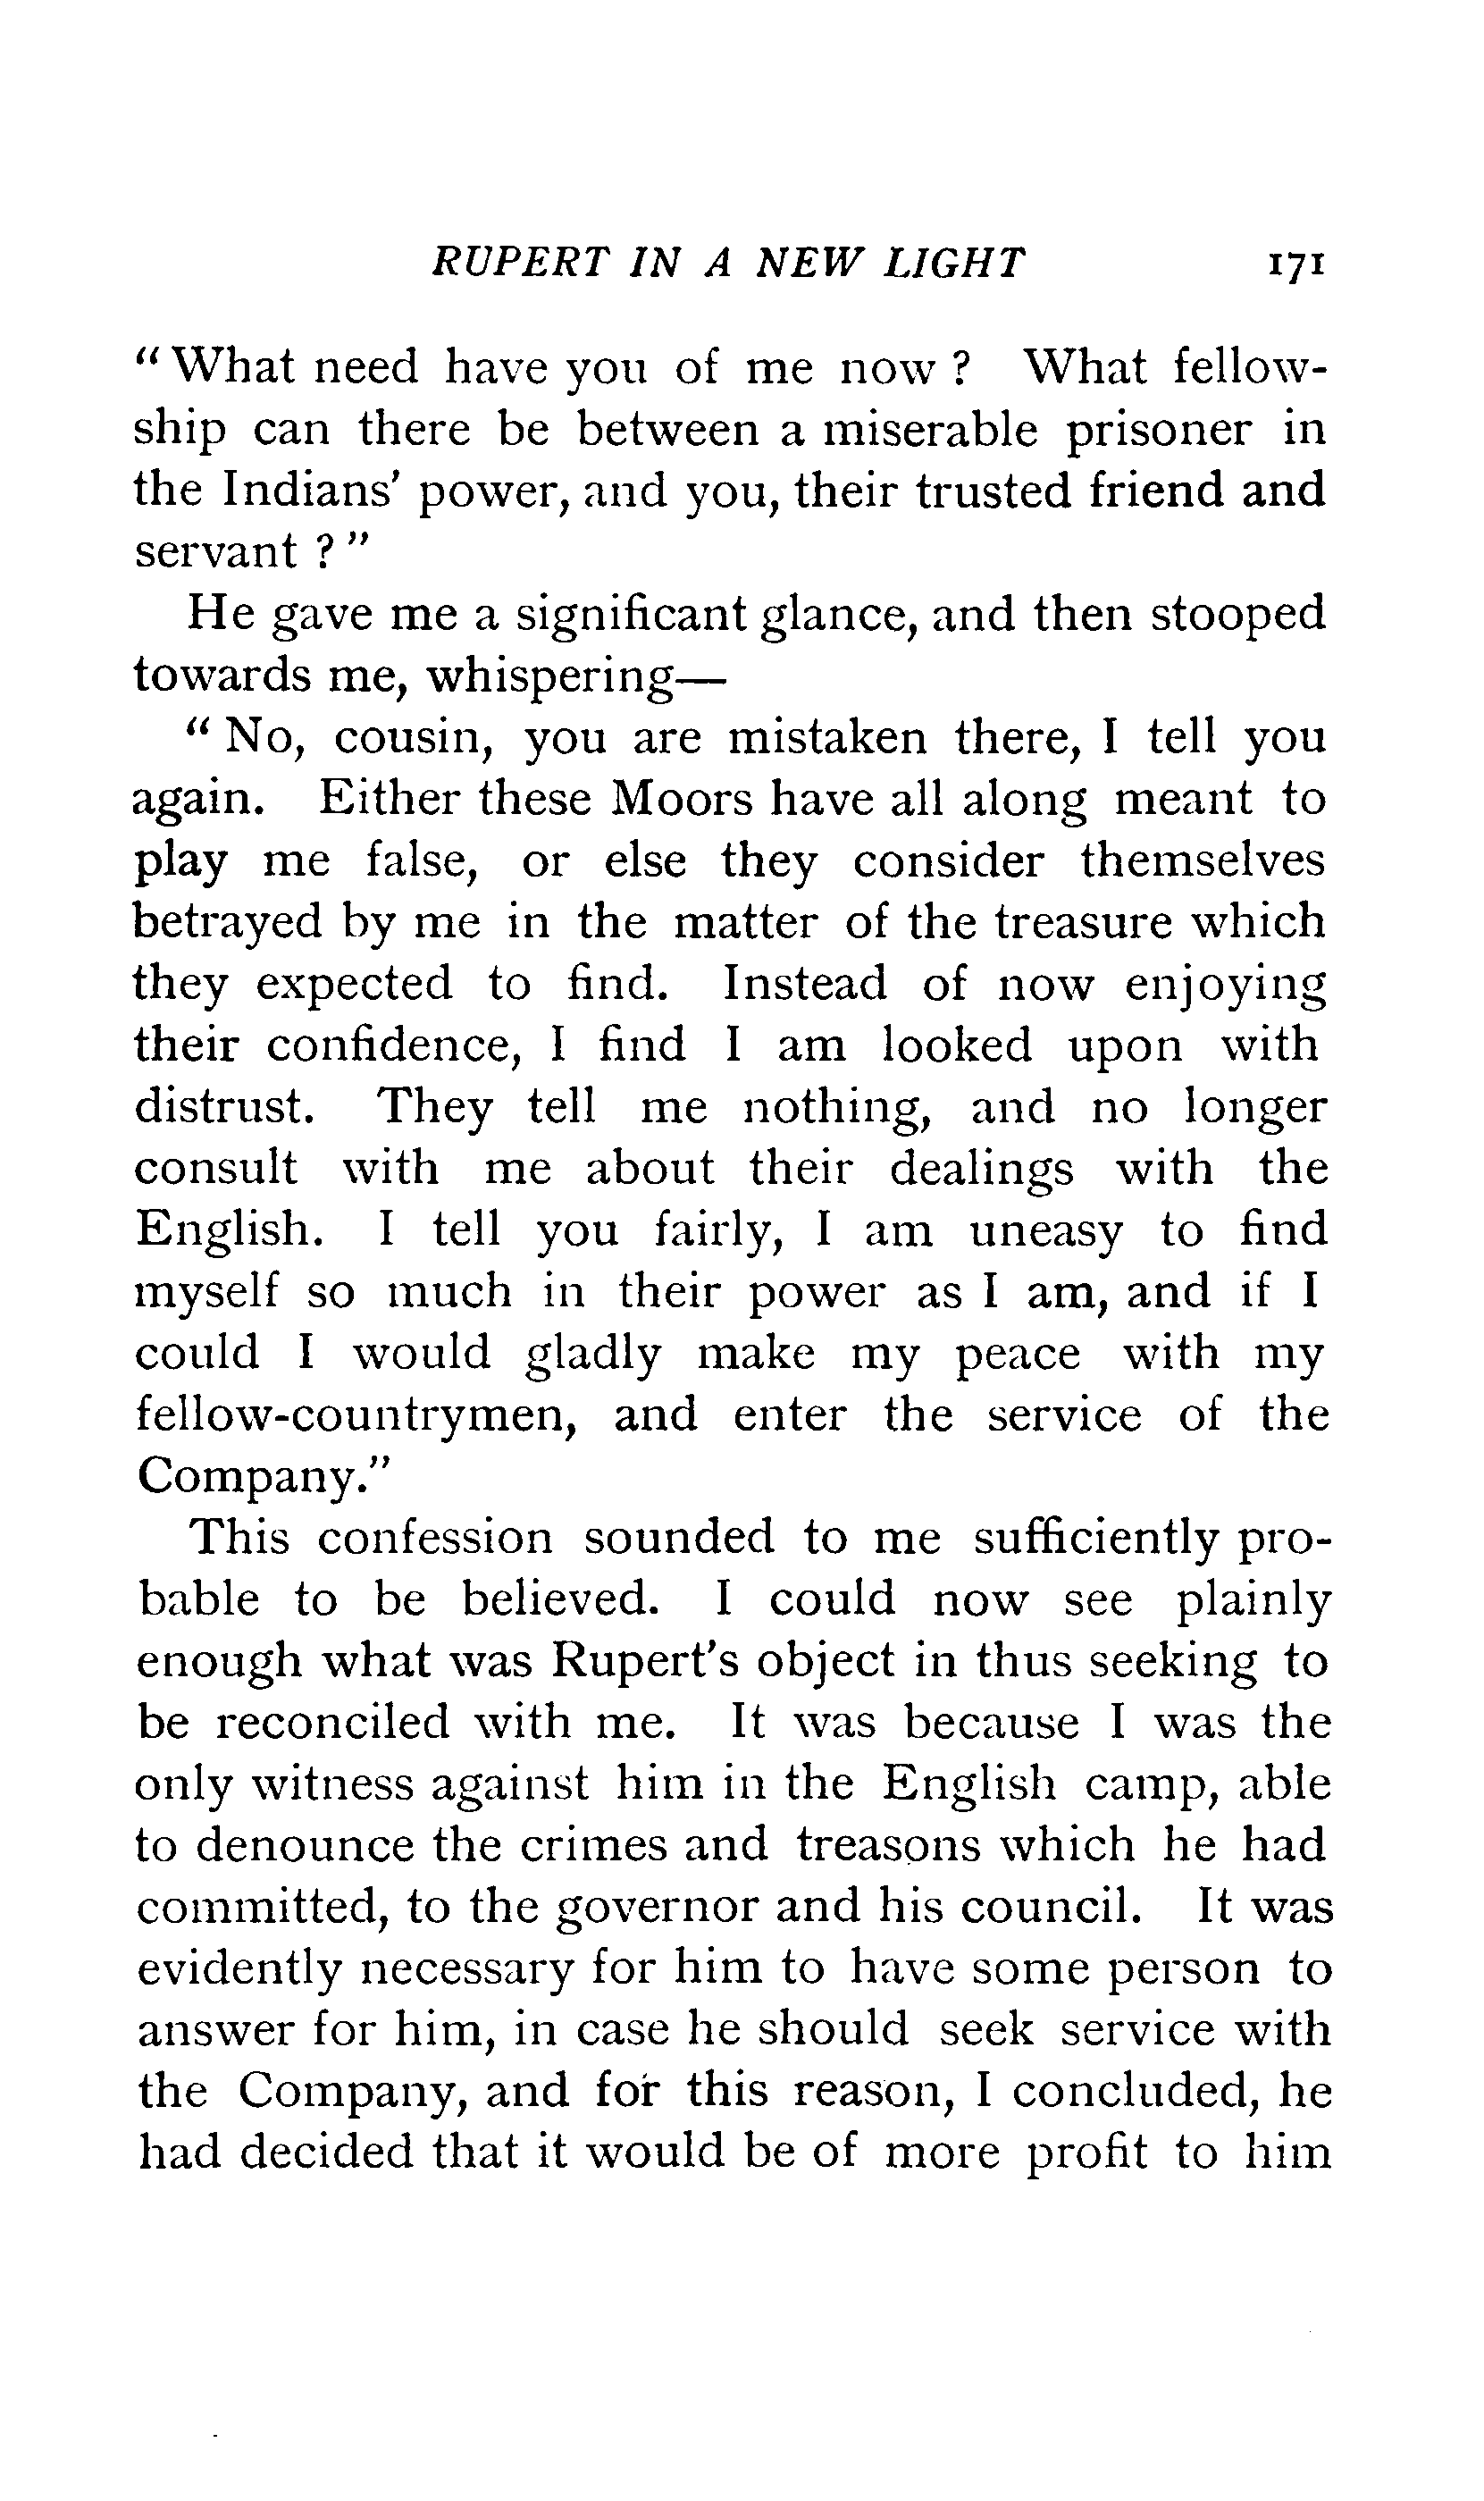 RUPERT IN A NEW LIGHT 171
“ What need have you of me now ? What fellow-
ship can there be between a miserable prisoner in
the Indians’ power, and you, their trusted friend and
servant ? ”
He gave me a significant glance, and then stooped
towards me, whispering—
“ No, cousin, you are mistaken there, I tell you
again. Either these Moors have all along meant to
play me false, or else they consider themselves
betrayed by me in the matter of the treasure which
they expected to find. Instead of now enjoying
their confidence, I find I am looked upon with
distrust. They tell me nothing, and no longer
consult with me about their dealings with the
English. I tell you fairly, I am uneasy to find
myself so much in their power as I am, and if I
could I would gladly make my peace with my
fellow-countrymen, and enter the service of the
Company.”
This confession sounded to me sufficiently pro-
bable to be believed. I could now see plainly
enough what was Rupert’s object in thus seeking to
be reconciled with me. It was because I was the
only witness against him in the English camp, able
to denounce the crimes and treasons which he had
committed, to the governor and his council. It was
evidently necessary for him to have some person to
answer for him, in case he should seek service with
the Company, and for this reason, I concluded, he
had decided that it would be of more profit to him